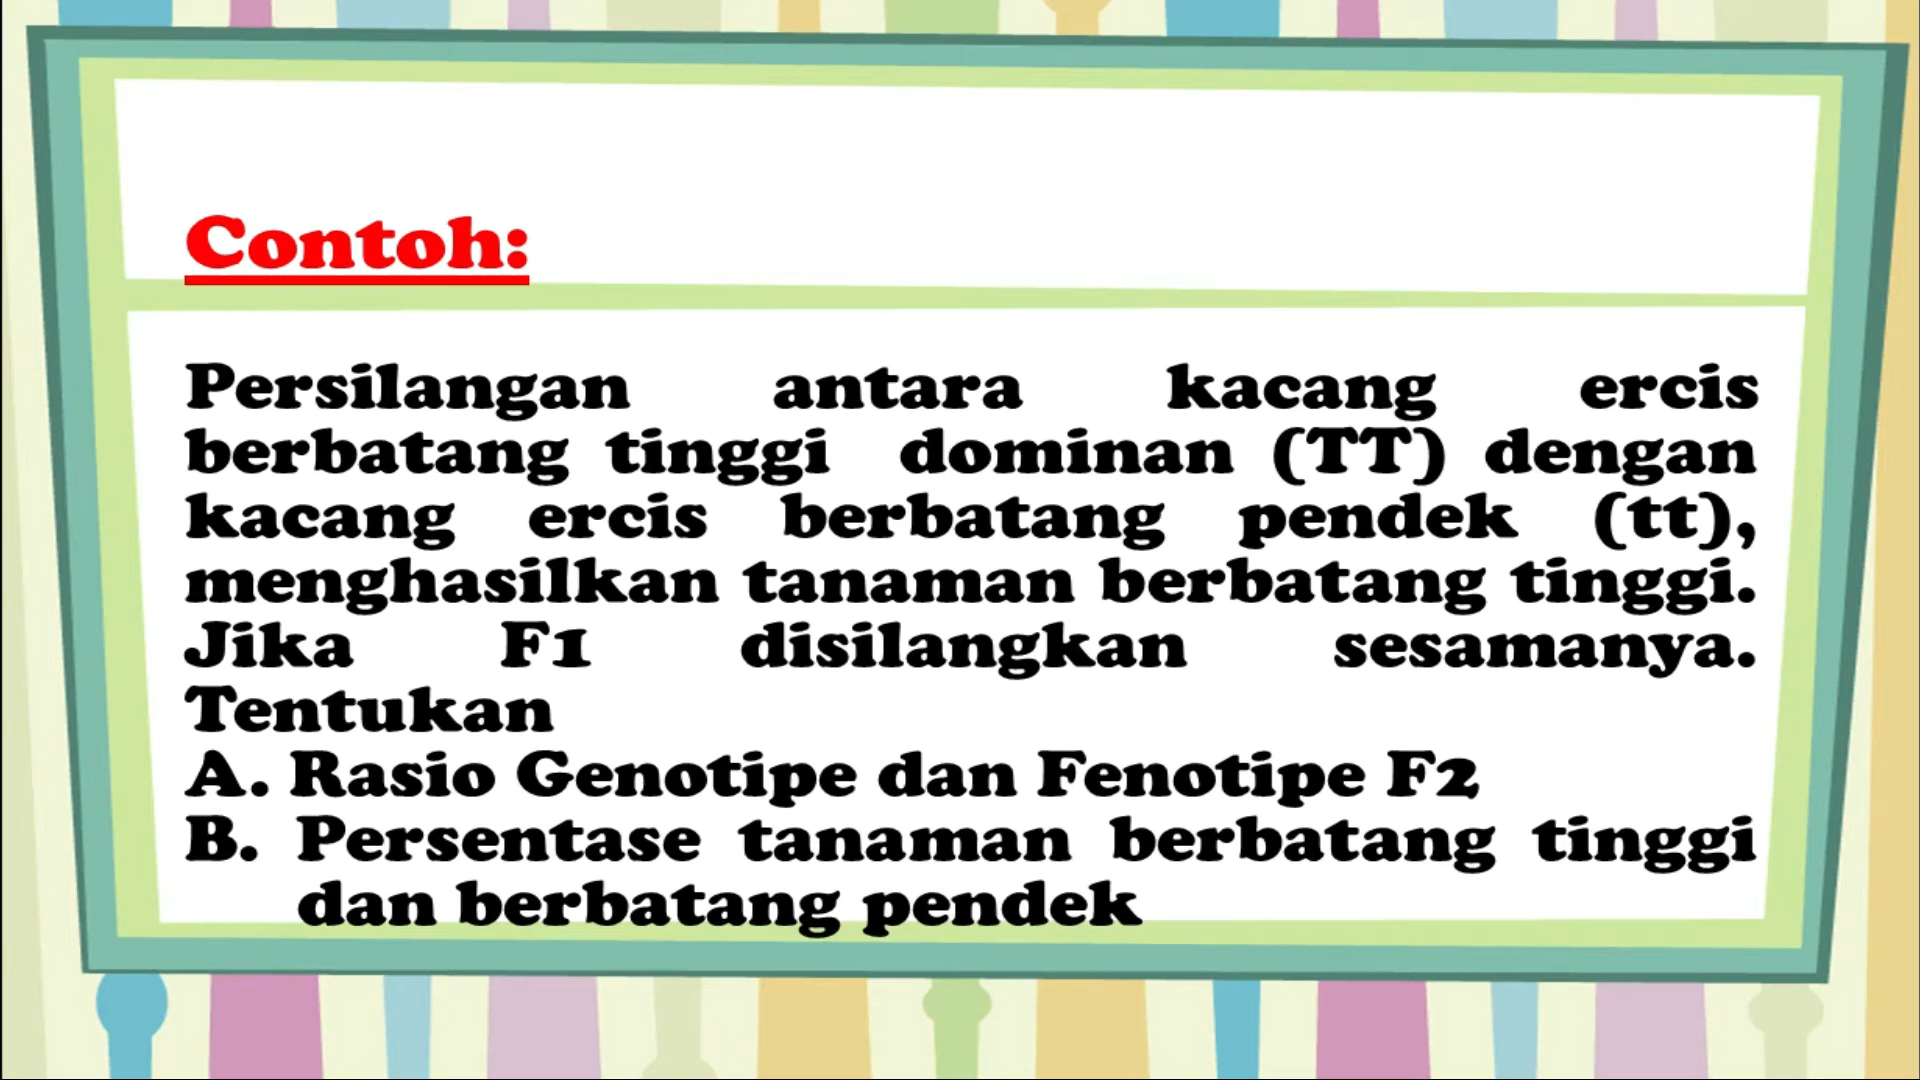 Contoh:
Persilangan antara kacang ercis
berbatang tinggi dominan (TT) dengan
kacang ercis berbatang pendek (tt),
menghasilkan tanaman berbatang tinggi.
Jika F1 disilangkan sesamanya.
Tentukan
A. Rasio Genotipe dan Fenotipe F2
B. Persentase tanaman berbatang tinggi
dan berbatang pendek